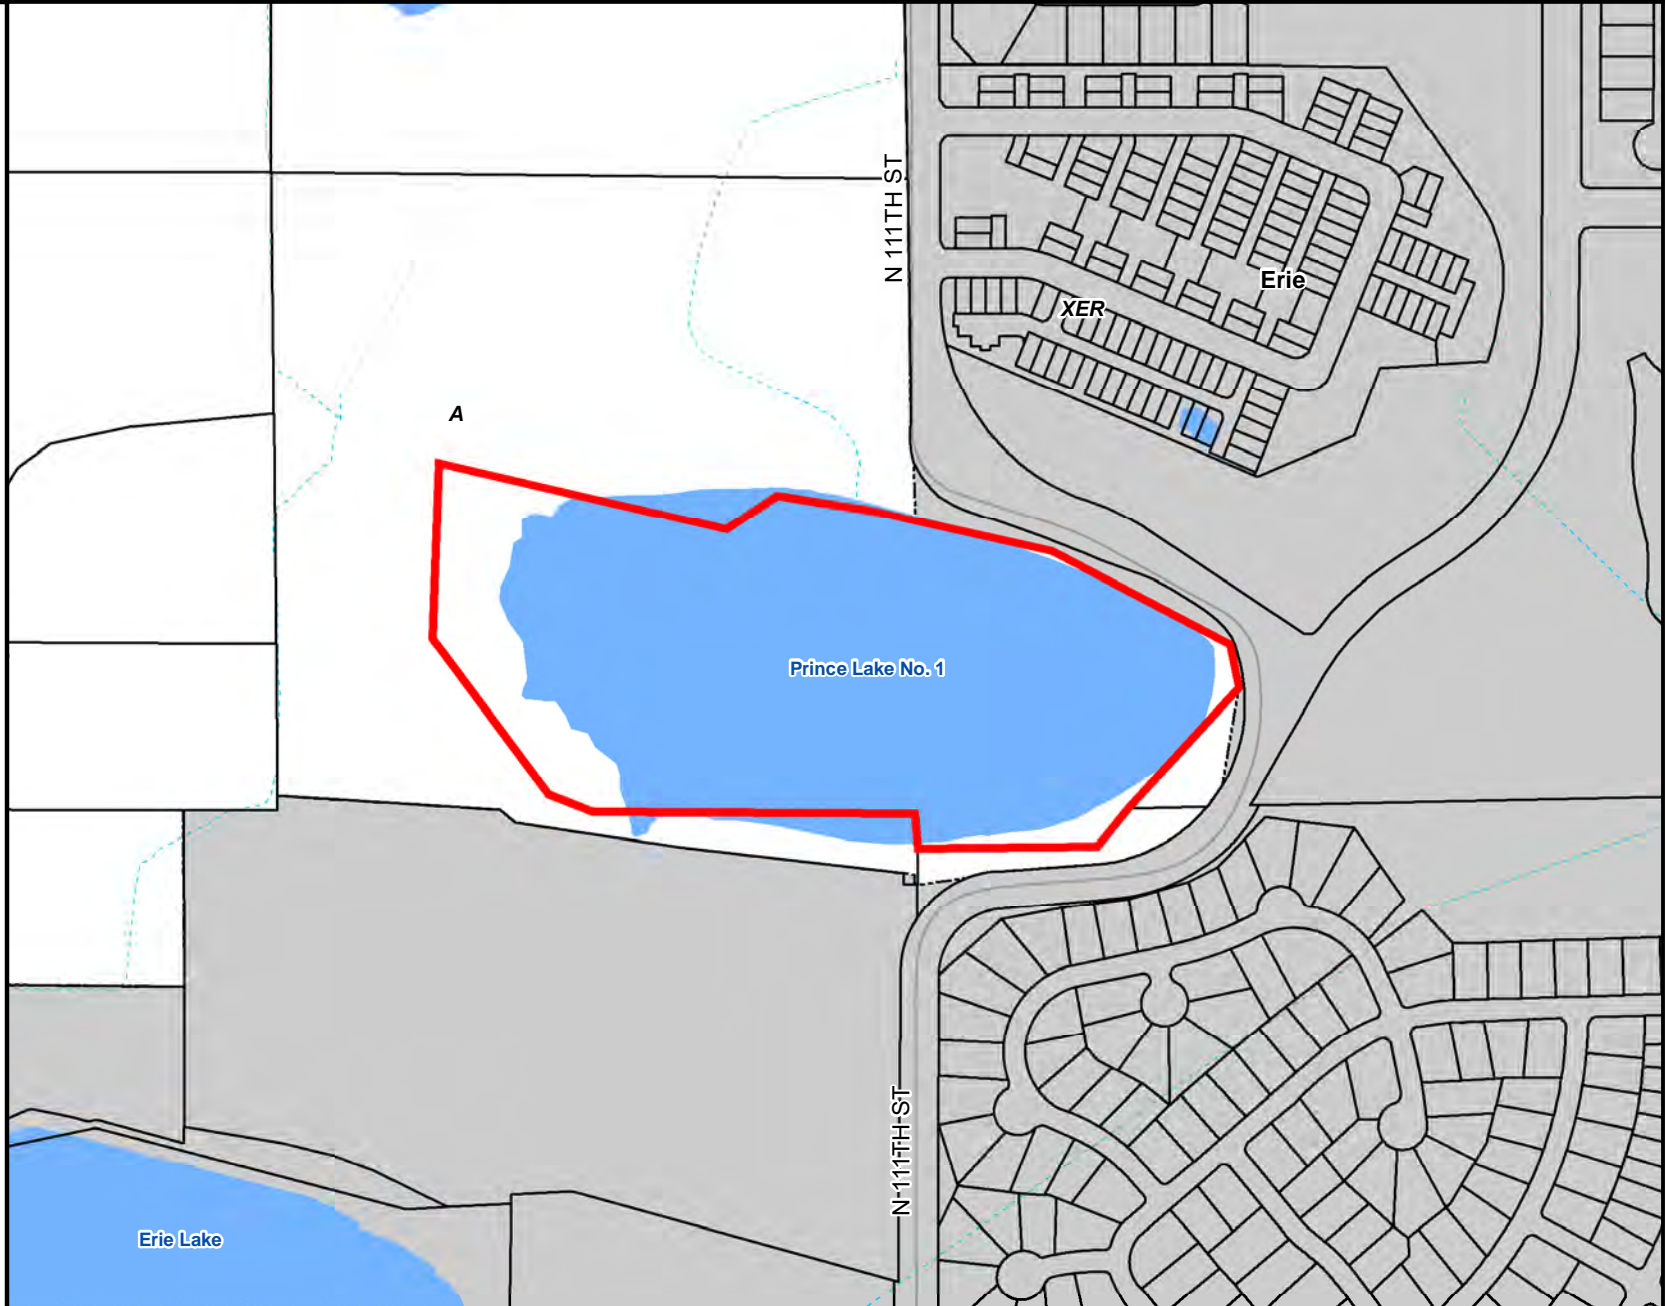 N 111TH ST
Erie
XER
A
Prince Lake No. 1
N 111TH ST
Erie Lake